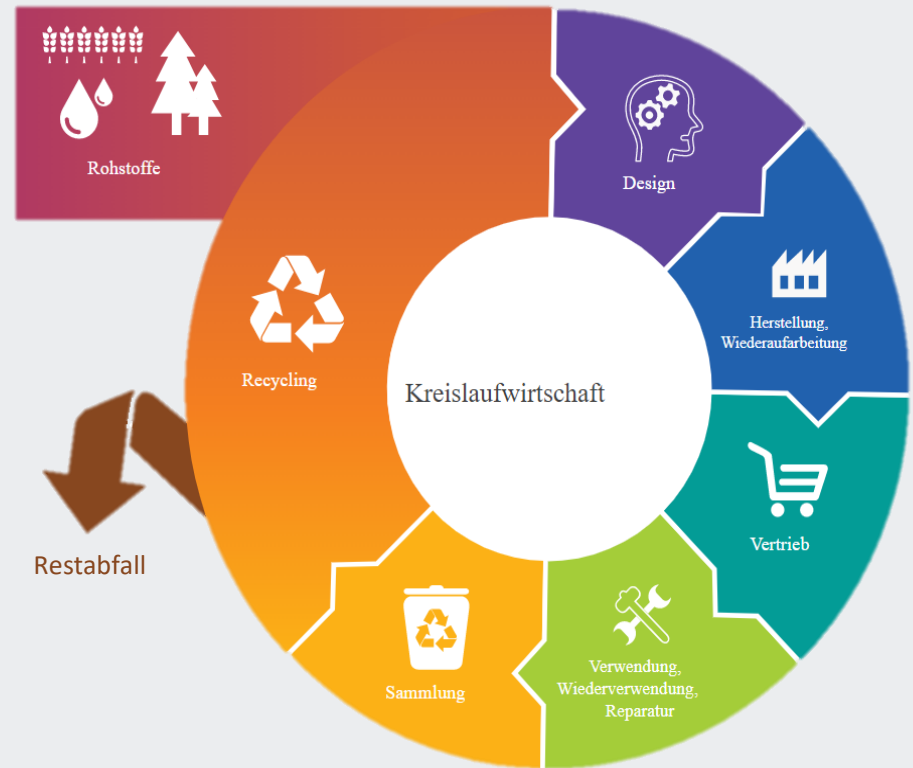 Rohstoffe
Design
Herstellung,
Wiederaufarbeitung
Recycling
Kreislaufwirtschaft
Vertrieb
Restabfall
Verwendung,
Wiederverwendung,
Reparatur
Sammlung